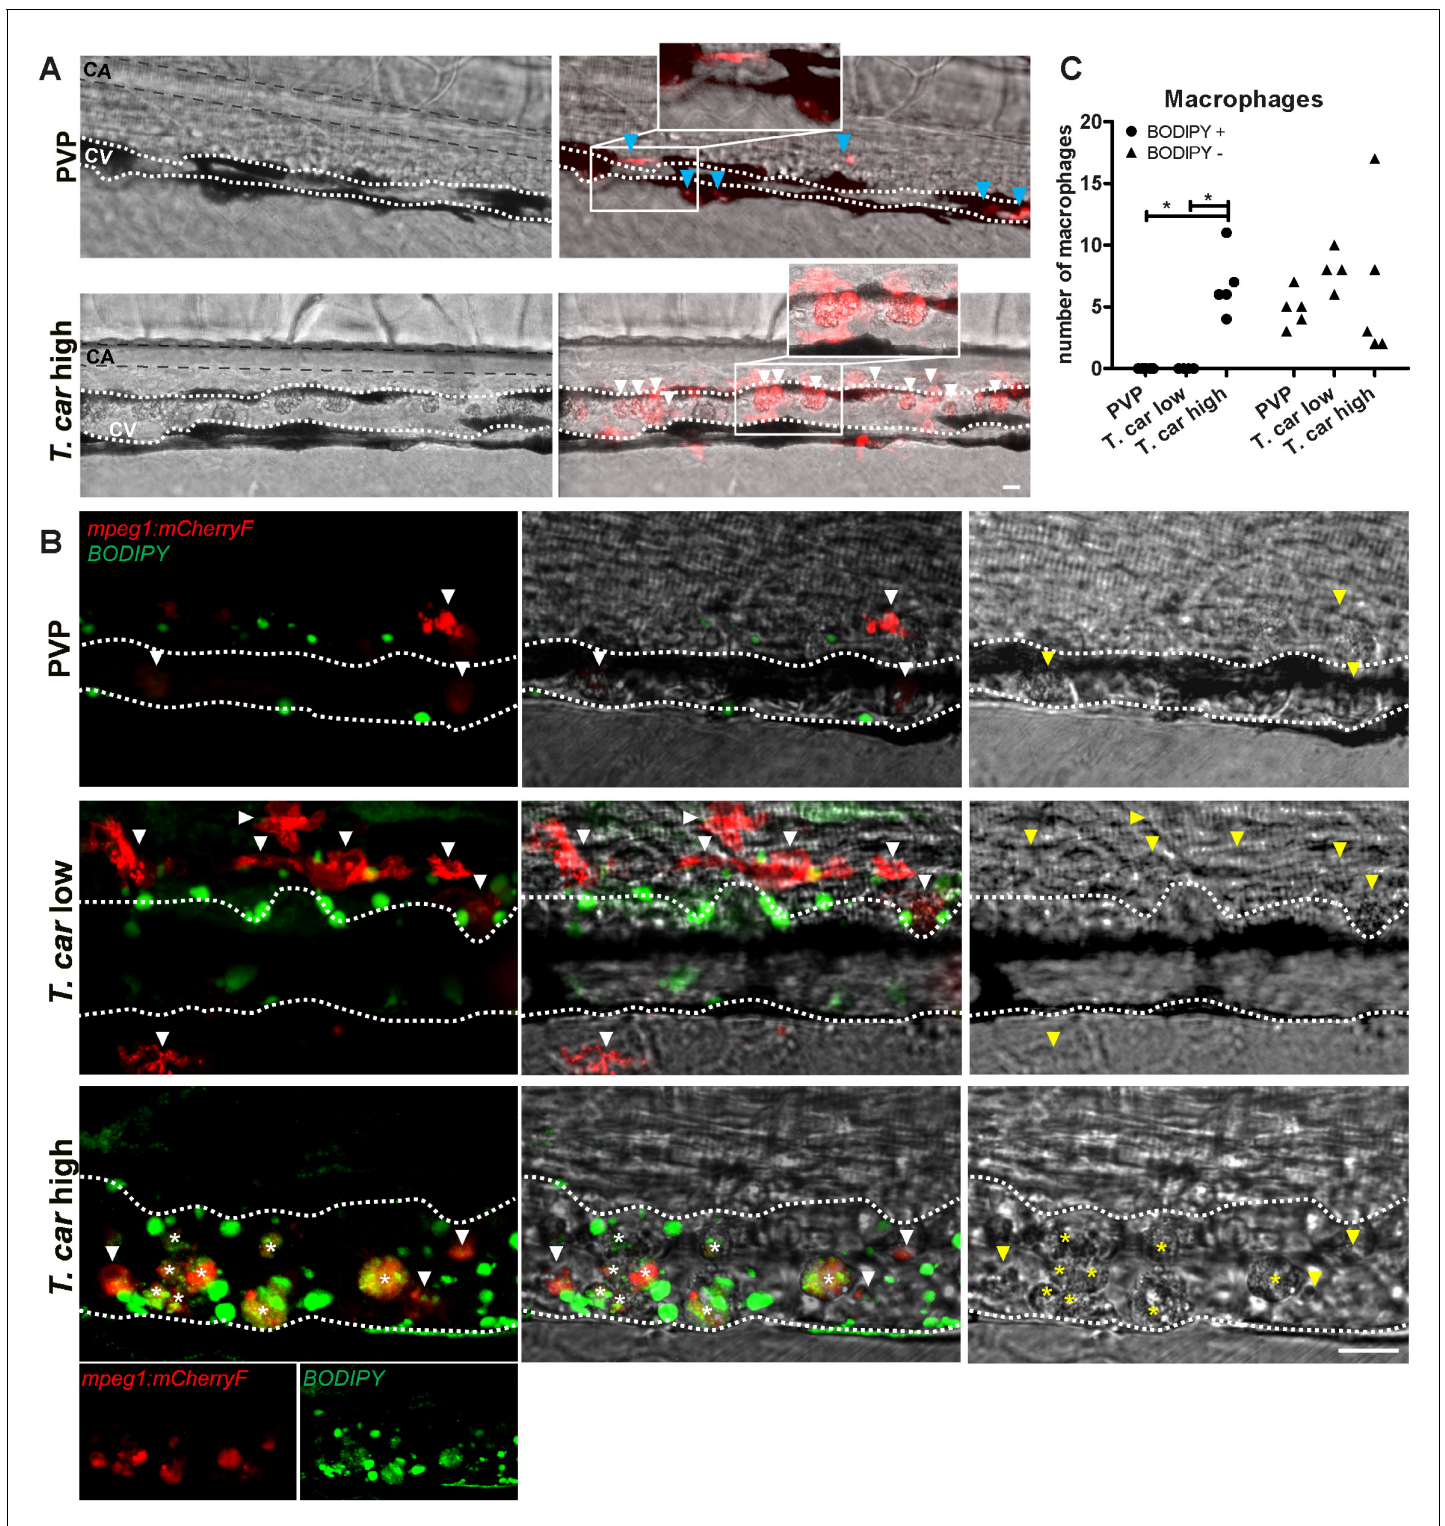 A
CA
CV
PVP
CA
CV
T. car high
C
Macrophages
number of macrophages
20
15
10
5
0
BODIPY +
BODIPY -
*
*
PVP
T. car low
T. car high
PVP
T. car low
T. car high
B
mpeg1:mCherryF
BODIPY
PVP
T. car low
T. car high
mpeg1:mCherryF
BODIPY